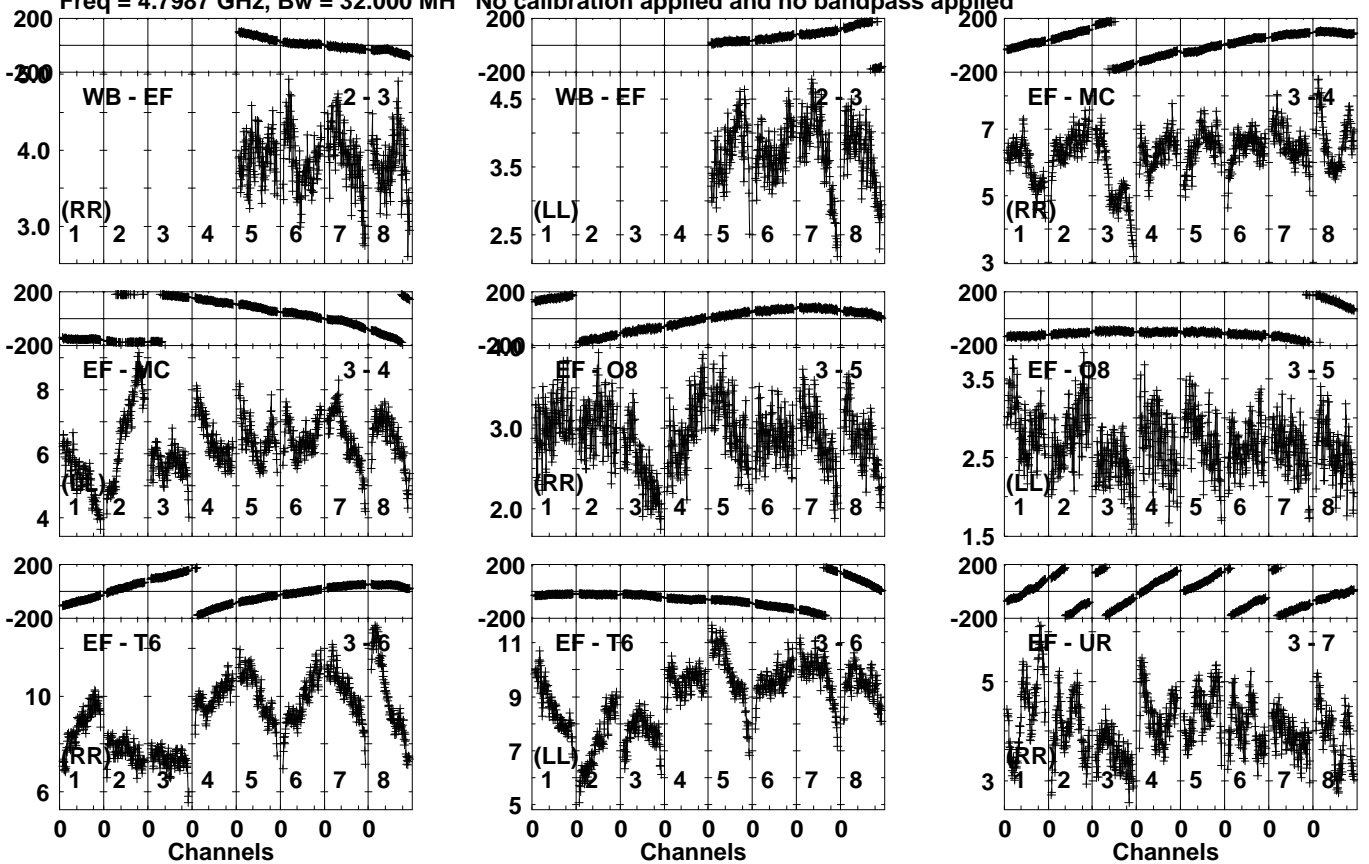 Freq = 4.7987 GHz, Bw = 32.000 MH No calibration applied and no bandpass applied
200 200 200
-200 -200 -200
5.0
WB - EF 2 - 3 WB - EF 2 - 3 EF - MC 3 - 4
4.5 7
4.0
3.5 5
(RR) (LL) (RR)
3.0 2.5
1 2 3 4 5 6 7 8 1 2 3 4 5 6 7 8 1 2 3 4 5 6 7 8
3
200 200 200
-200 -200 -200
4.0
EF - MC 3 - 4 EF - O8 3 - 5 EF - O8 3 - 5
8 3.5
6 3.0 2.5
(LL) (RR) (LL)
1 2 3 4 5 6 7 8 1 2 3 4 5 6 7 8 1 2 3 4 5 6 7 8
4 2.0 1.5
200 200 200
-200 -200 -200
EF - T6 3 - 6 EF - T6 3 - 6 EF - UR 3 - 7
11
10 9 5
7
(RR) (LL) (RR)
1 2 3 4 5 6 7 8 1 2 3 4 5 6 7 8 1 2 3 4 5 6 7 8
6 5 3
0 0 0 0 0 0 0 0 0 0 0 0 0 0 0 0 0 0 0 0 0 0 0 0
Channels Channels Channels